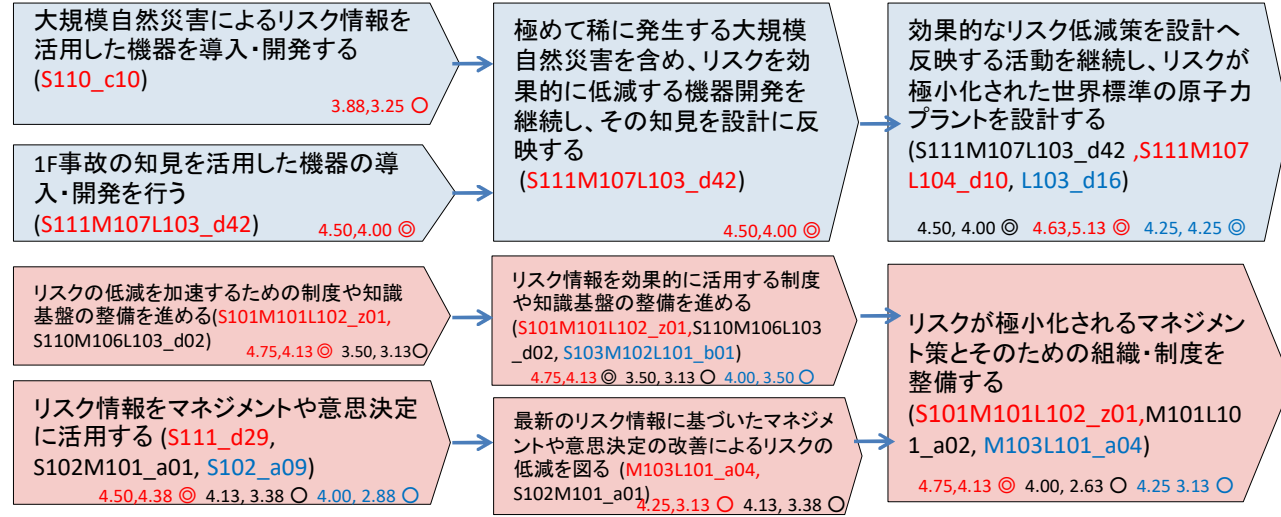 大規模自然災害によるリスク情報を
活用した機器を導入・開発する
(S110_c10)
3.88,3.25 ○
1F事故の知見を活用した機器の導
入・開発を行う
(S111M107L103_d42)
4.50,4.00 ◎
極めて稀に発生する大規模
自然災害を含め、リスクを効
果的に低減する機器開発を
継続し、その知見を設計に反
映する
(S111M107L103_d42)
4.50,4.00 ◎
効果的なリスク低減策を設計へ
反映する活動を継続し、リスクが
極小化された世界標準の原子力
プラントを設計する
(S111M107L103_d42 ,S111M107
L104_d10, L103_d16)
4.50, 4.00 ◎ 4.63,5.13 ◎ 4.25, 4.25 ◎
リスクの低減を加速するための制度や知識
基盤の整備を進める(S101M101L102_z01,
S110M106L103_d02)
4.75,4.13 ◎ 3.50, 3.13○
リスク情報を効果的に活用する制度
や知識基盤の整備を進める
(S101M101L102_z01,S110M106L103
_d02, S103M102L101_b01)
4.75,4.13 ◎ 3.50, 3.13 ○ 4.00, 3.50 ○
リスク情報をマネジメントや意思決定
に活用する (S111_d29,
S102M101_a01, S102_a09)
4.50,4.38 ◎ 4.13, 3.38 ○ 4.00, 2.88 ○
最新のリスク情報に基づいたマネジメ
ントや意思決定の改善によるリスクの
低減を図る (M103L101_a04,
S102M101_a01)
4.25,3.13 ○ 4.13, 3.38 ○
リスクが極小化されるマネジメン
ト策とそのための組織・制度を
整備する
(S101M101L102_z01,M101L10
1_a02, M103L101_a04)
4.75,4.13 ◎ 4.00, 2.63 ○ 4.25 3.13 ○